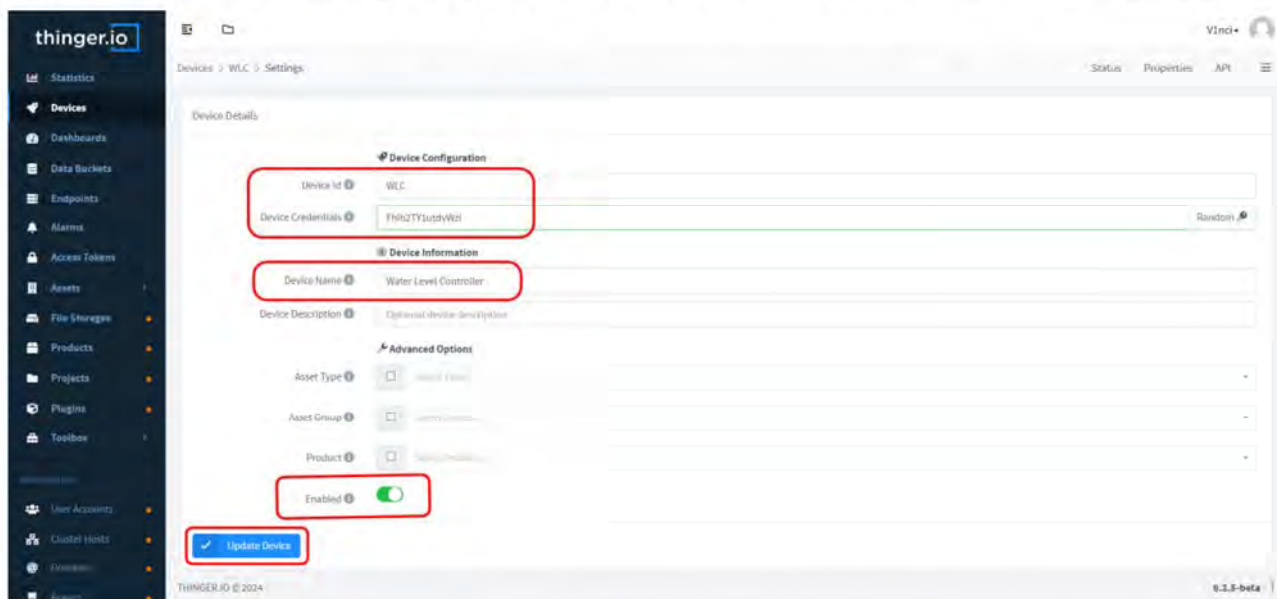 thinger.io
V1nci
Statistics
Devices > WLC > Settings
Status Properties API
Devices
Device Details
Dashboards
Data Buckets
Device Configuration
Device Id
WLC
Endpoints
Device Credentials
Random
Alarms
Access Tokens
Device Information
Assets
Device Name
Water Level Controller
File Storages
Device Description
Optional device description
Products
Advanced Options
Projects
Asset Type
Plugins
Asset Group
Toolbox
Product
Enabled
User Accounts
Cluster Hosts
Update Device
THINGER.IO © 2024